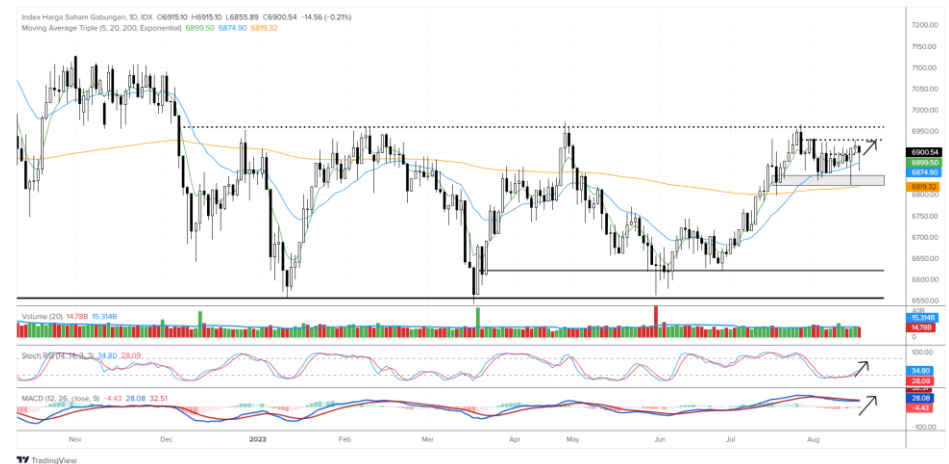 Index Harga Saham Gabungan, 1D, IDX O6915.10 H6915.10 L6855.89 C6900.54 -14.56 (-0.21%)
Moving Average Triple (5, 20, 200, Exponential) 6899.50 6874.90 6819.32
7200.00
7150.00
7100.00
7050.00
7000.00
6950.00
6900.54
6899.50
6874.90
6819.32
6800.00
6750.00
6700.00
6650.00
6600.00
6550.00
6500.00
Volume (20) 14.78B 15.314B
15.314B
14.78B
Stoch RSI (14, 14, 3, 3) 34.80 28.09
100.00
34.80
28.09
MACD (12, 26, close, 9) -4.43 28.08 32.51
28.08
-4.43
-100.00
Nov Dec 2023 Feb Mar Apr May Jun Jul Aug
TradingView